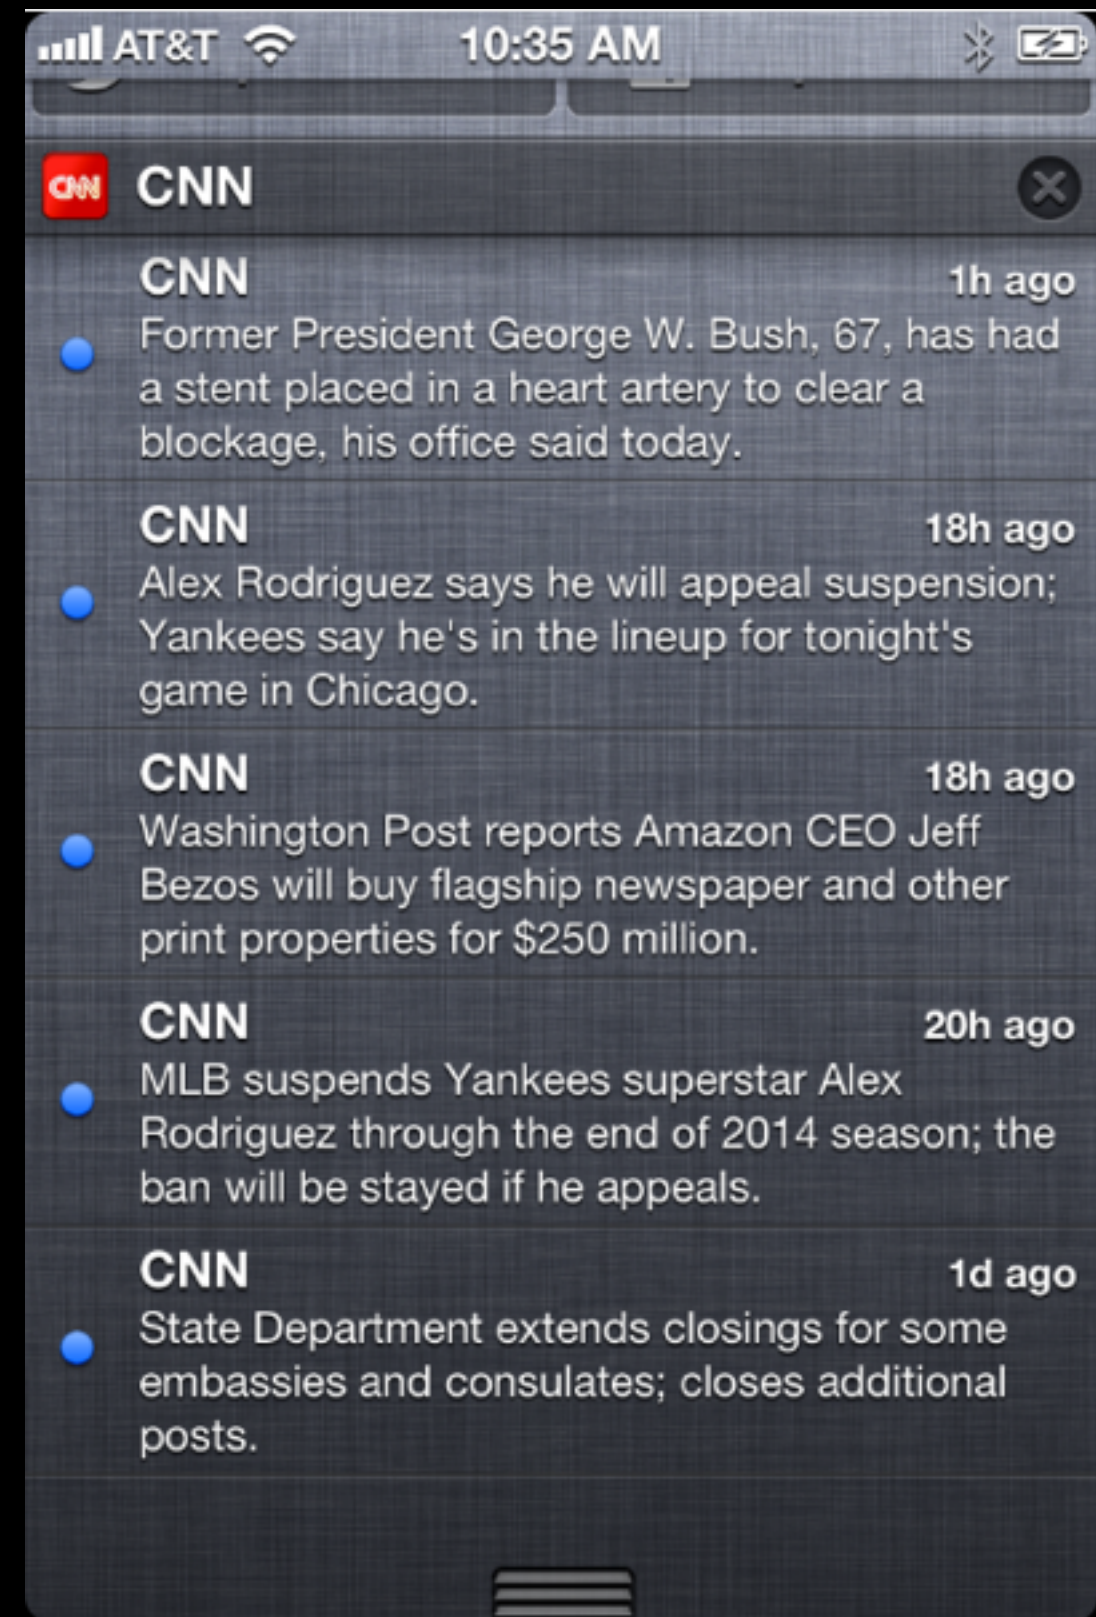 AT&T 10:35 AM
CNN CNN
CNN 1h ago
Former President George W. Bush, 67, has had
a stent placed in a heart artery to clear a
blockage, his office said today.
CNN 18h ago
Alex Rodriguez says he will appeal suspension;
Yankees say he's in the lineup for tonight's
game in Chicago.
CNN 18h ago
Washington Post reports Amazon CEO Jeff
Bezos will buy flagship newspaper and other
print properties for $250 million.
CNN 20h ago
MLB suspends Yankees superstar Alex
Rodriguez through the end of 2014 season; the
ban will be stayed if he appeals.
CNN 1d ago
State Department extends closings for some
embassies and consulates; closes additional
posts.